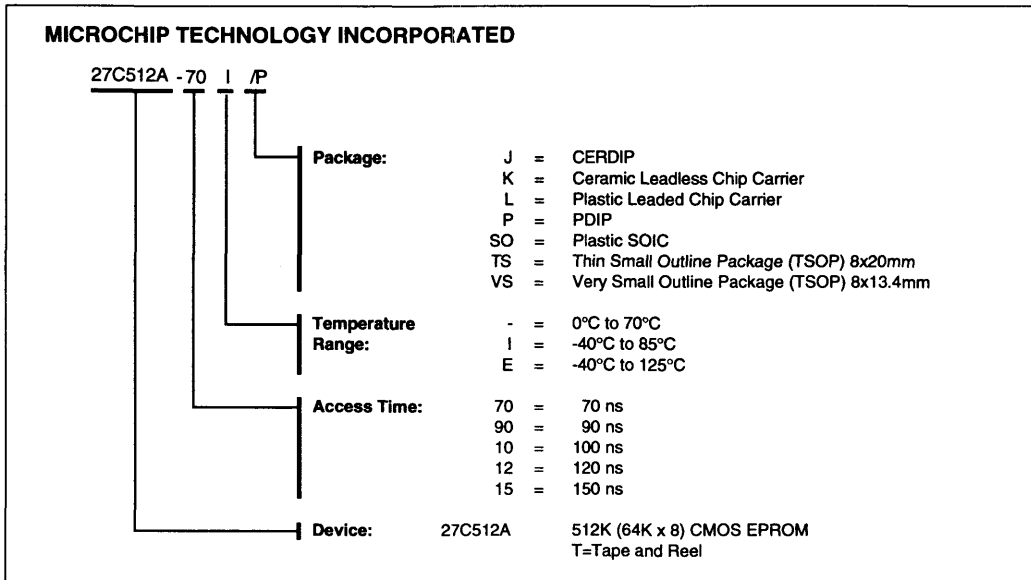 MICROCHIP TECHNOLOGY INCORPORATED
27C512A -70 I /P
Package: J = CERDIP
K = Ceramic Leadless Chip Carrier
L = Plastic Leaded Chip Carrier
P = PDIP
SO = Plastic SOIC
TS = Thin Small Outline Package (TSOP) 8x20mm
VS = Very Small Outline Package (TSOP) 8x13.4mm
Temperature - = 0°C to 70°C
Range: I = -40°C to 85°C
E = -40°C to 125°C
Access Time: 70 = 70 ns
90 = 90 ns
10 = 100 ns
12 = 120 ns
15 = 150 ns
Device: 27C512A 512K (64K x 8) CMOS EPROM
T=Tape and Reel